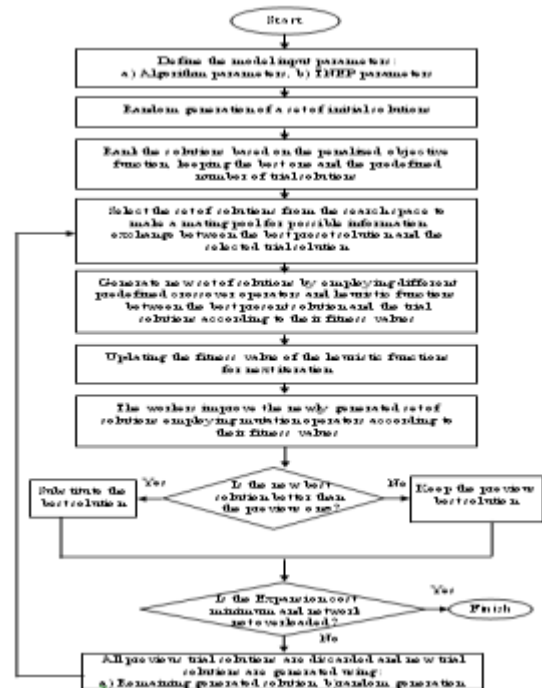 Start
Define the model input parameters:
a) Algorithm parameters, b) TNEP parameters
Random generation of a set of initial solutions
Rank the solutions based on the penalized objective
function, keeping the best one and the predefined
number of trial solutions
Select the set of solutions from the search space to
make a mating pool for possible information
exchange between the best preset solution and the
selected trial solution
Generate new set of solutions by employing different
predefined crossover operators and heuristic functions
between the best present solution and the trial
solutions according to their fitness values
Updating the fitness value of the heuristic functions
for next iteration
The workers improve the newly generated set of
solutions employing mutation operators according to
their fitness values
Is the new best
solution better than
the previous one?
Yes
No
Substitute the
best solution
Keep the previous
best solution
Is the Expansion cost
minimum and network
not overloaded?
Yes
Finish
No
All previous trial solutions are discarded and new trial
solutions are generated using:
a) Remaining generated solution, b) random generation